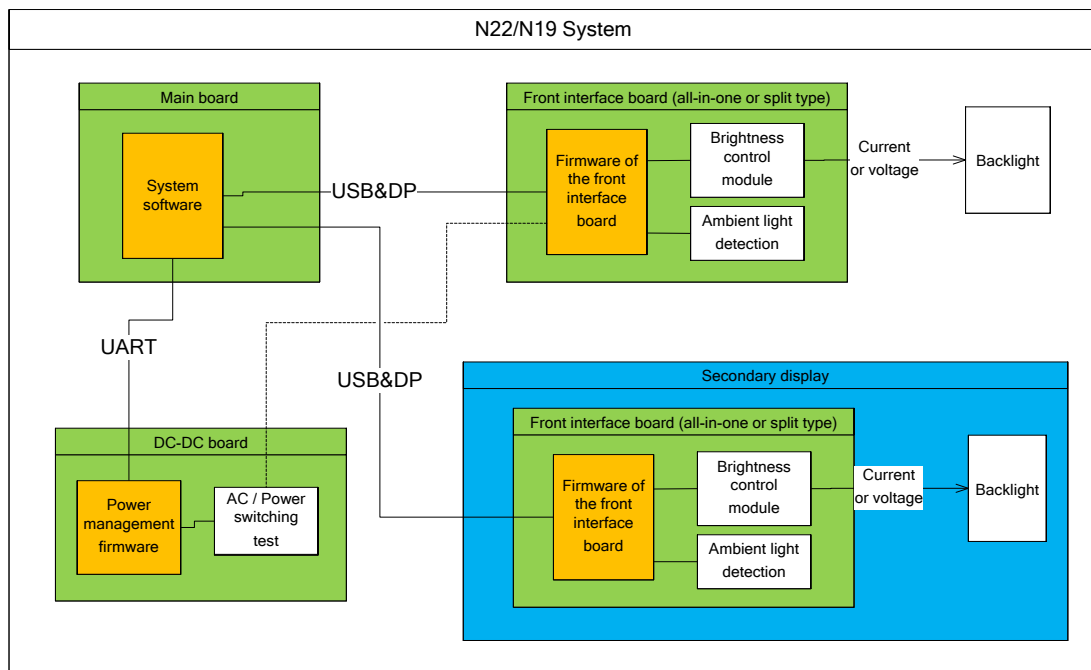 N22/N19 System
Main board
System
software
Front interface board (all-in-one or split type)
Firmware of
the front
interface
board
Brightness
control
module
Ambient light
detection
Current
or voltage
Backlight
USB&DP
UART
USB&DP
DC-DC board
Power
management
firmware
AC / Power
switching
test
Secondary display
Front interface board (all-in-one or split type)
Firmware of
the front
interface
board
Brightness
control
module
Ambient light
detection
Current
or voltage
Backlight